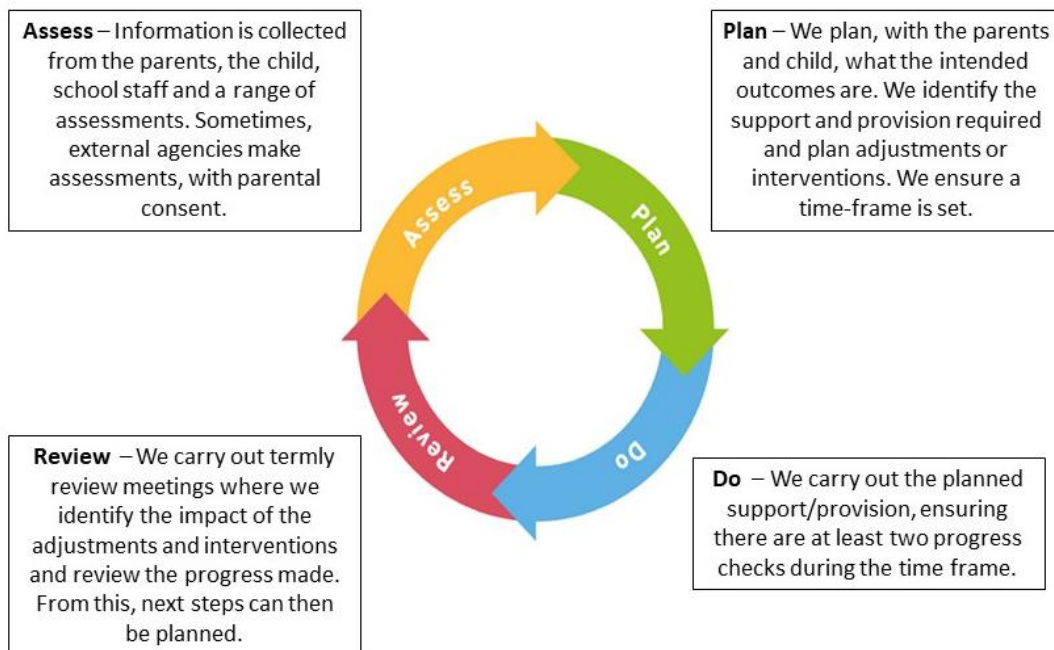 Assess – Information is collected
from the parents, the child,
school staff and a range of
assessments. Sometimes,
external agencies make
assessments, with parental
consent.
Plan – We plan, with the parents
and child, what the intended
outcomes are. We identify the
support and provision required
and plan adjustments or
interventions. We ensure a
time-frame is set.
Assess
Plan
Review
Do
Review – We carry out termly
review meetings where we
identify the impact of the
adjustments and interventions
and review the progress made.
From this, next steps can then
be planned.
Do – We carry out the planned
support/provision, ensuring
there are at least two progress
checks during the time frame.